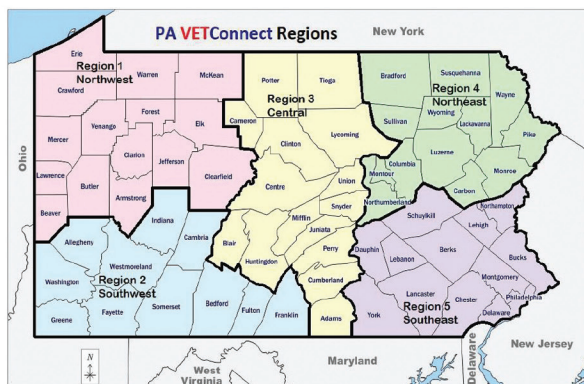 PA VETConnect Regions
New York
Erie
Region 1
Northwest
Warren
McKean
Crawford
Forest
Elk
Mercer
Venango
Clarion
Jefferson
Lawrence
Butler
Clearfield
Beaver
Armstrong
Potter
Tioga
Region 3
Central
Cameron
Lycoming
Clinton
Centre
Union
Snyder
Mifflin
Juniata
Blair
Perry
Huntingdon
Cumberland
Adams
Bradford
Susquehanna
Region 4
Northeast
Wayne
Sullivan
Wyoming
Lackawanna
Pike
Luzerne
Columbia
Montour
Monroe
Carbon
Northumberland
Indiana
Allegheny
Cambria
Westmoreland
Washington
Region 2
Southwest
Greene
Fayette
Somerset
Bedford
Fulton
Franklin
Northampton
Schuylkill
Lehigh
Dauphin
Lebanon
Berks
Bucks
Montgomery
Lancaster
Chester
Philadelphia
York
Region 5
Southeast
Delaware
Ohio
N
West
Virginia
Maryland
Delaware
New Jersey